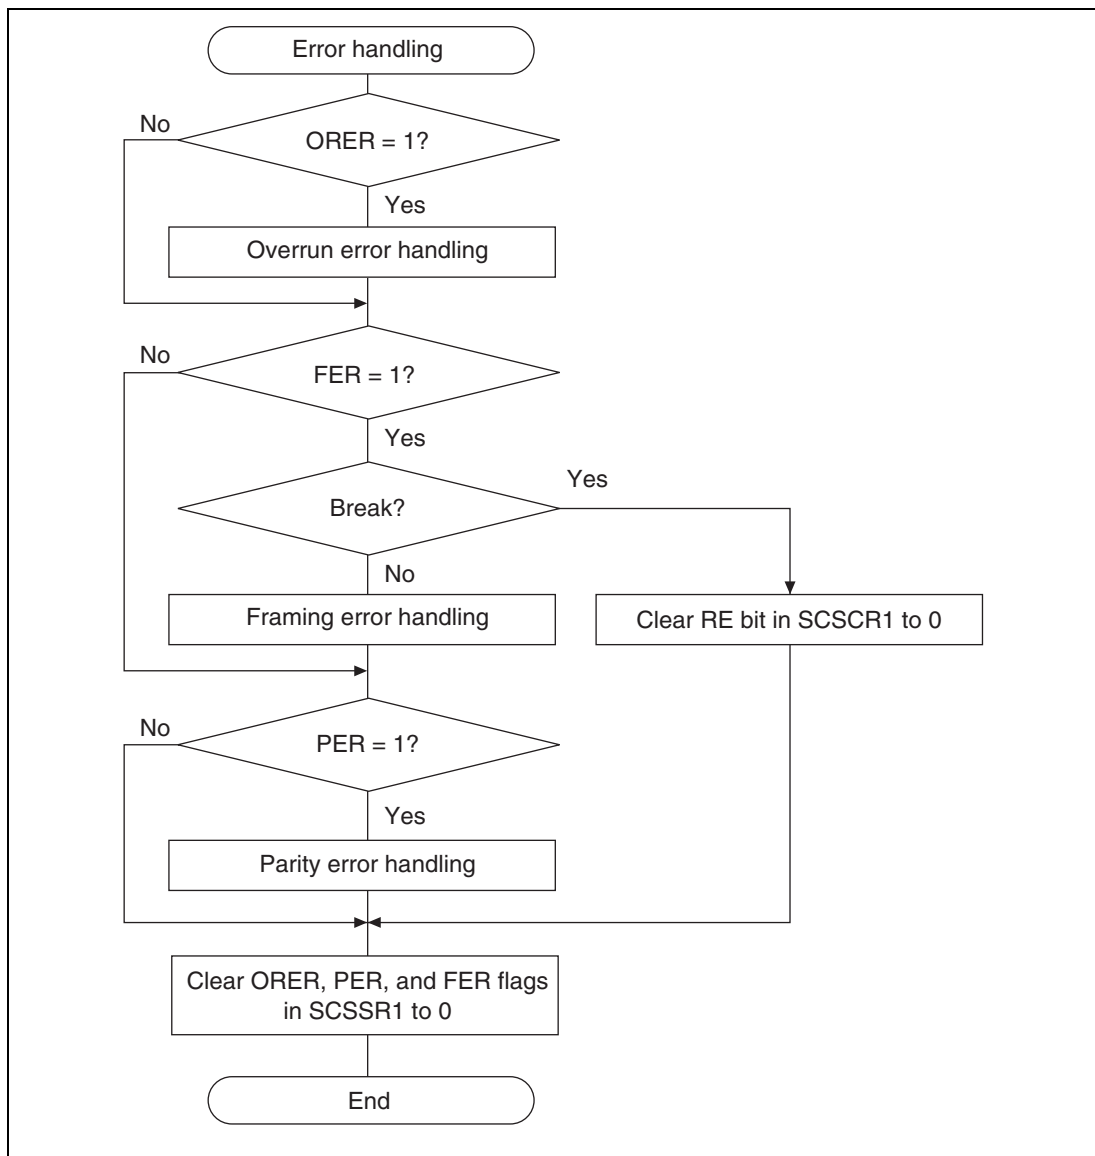 Error handling
No
ORER = 1?
Yes
Overrun error handling
No
FER = 1?
Yes
Yes
Break?
No
Framing error handling
Clear RE bit in SCSCR1 to 0
No
PER = 1?
Yes
Parity error handling
Clear ORER, PER, and FER flags
in SCSSR1 to 0
End